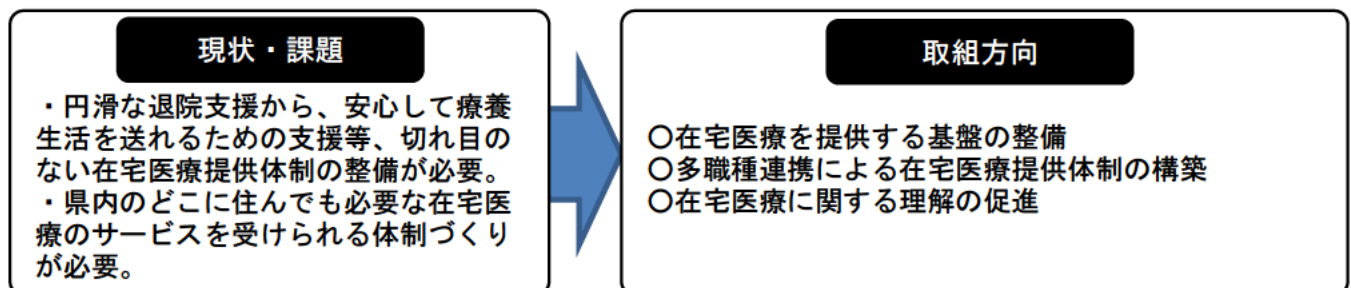 現状・課題
・円滑な退院支援から、安心して療養
生活を送れるための支援等、切れ目の
ない在宅医療提供体制の整備が必要。
・県内のどこに住んでも必要な在宅医
療のサービスを受けられる体制づくり
が必要。
取組方向
〇在宅医療を提供する基盤の整備
〇多職種連携による在宅医療提供体制の構築
〇在宅医療に関する理解の促進